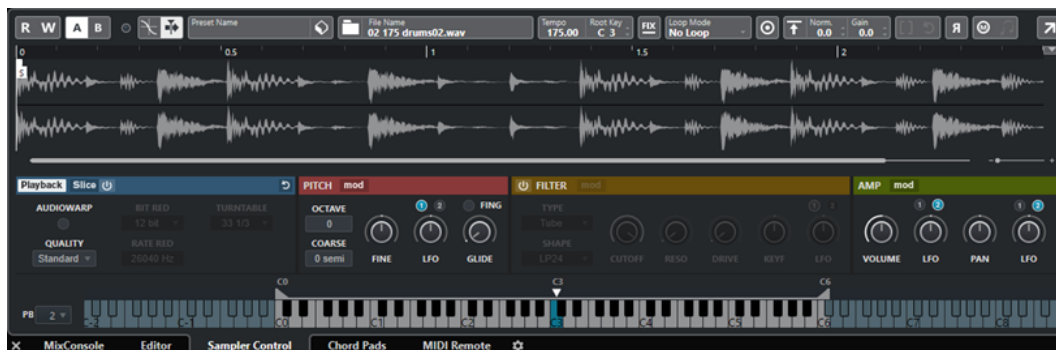 R W A B Preset Name File Name Tempo Root Key FIX Loop Mode Norm. Gain
02 175 drums02.wav 175.00 C 3 No Loop 0.0 0.0
0 0.5 1 1.5 2
S
Playback Slice PITCH mod FILTER mod AMP mod
AUDIOWARP BIT RED TURNTABLE OCTAVE 1 2 FING TYPE 1 2 1 2 1 2
12 bit 33 1/3 0 Tube
QUALITY RATE RED COARSE SHAPE
Standard 26040 Hz 0 semi FINE LFO GLIDE LP24 CUTOFF RESO DRIVE KEYF LFO VOLUME LFO PAN LFO
C0 C3 C6
PB 2
C-2 C-1 C0 C1 C2 C3 C4 C5 C6 C7 C8
MixConsole Editor Sampler Control Chord Pads MIDI Remote